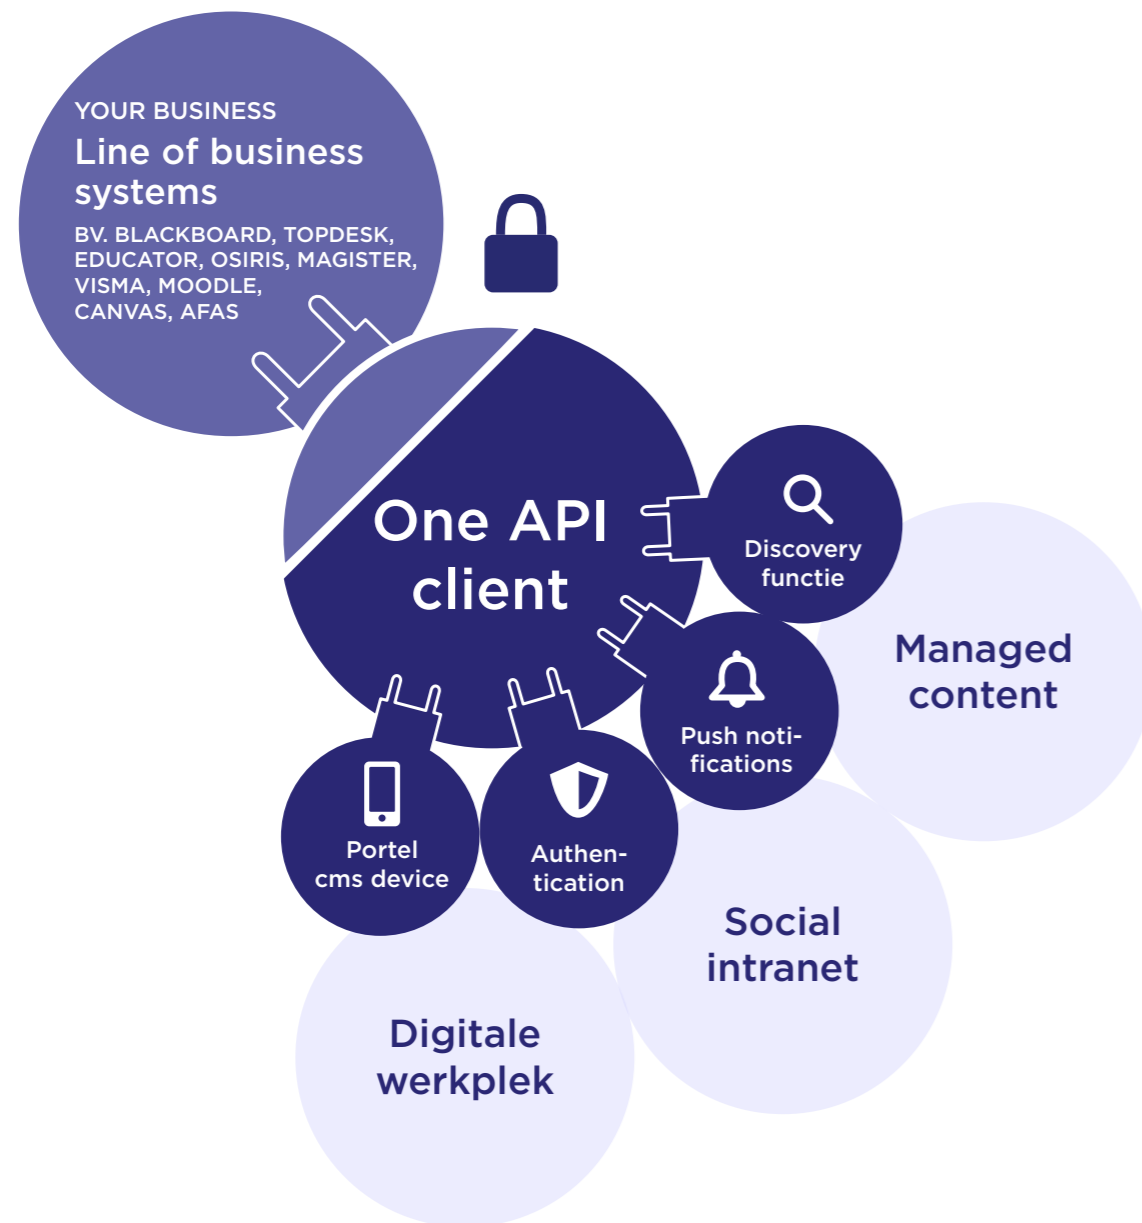 YOUR BUSINESS
Line of business
systems
BV. BLACKBOARD, TOPDESK,
EDUCATOR, OSIRIS, MAGISTER,
VISMA, MOODLE,
CANVAS, AFAS
One API
client
Discovery
functie
Managed
content
Push noti-
fications
Portel
cms device
Authen-
tication
Social
intranet
Digitale
werkplek